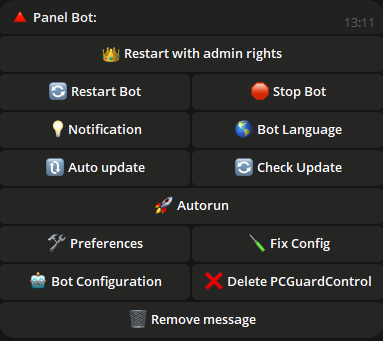 🔺 Panel Bot:
13:11
👑 Restart with admin rights
🔄 Restart Bot
🛑 Stop Bot
💡 Notification
🌎 Bot Language
🔃 Auto update
🔄 Check Update
🚀 Autorun
🛠 Preferences
🪛 Fix Config
🤖 Bot Configuration
❌ Delete PCGuardControl
🗑 Remove message